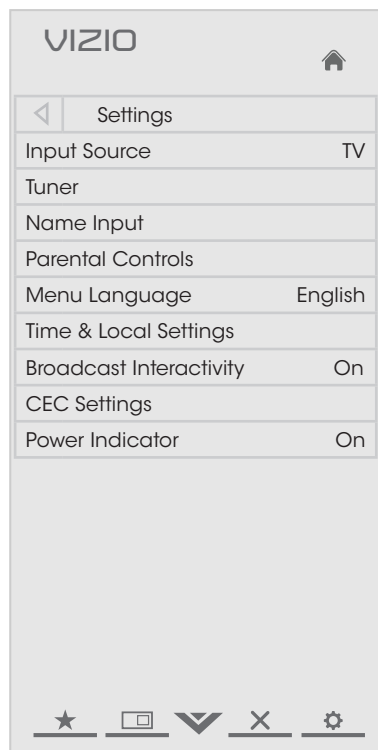 VIZIO
Settings
Input Source TV
Tuner
Name Input
Parental Controls
Menu Language English
Time & Local Settings
Broadcast Interactivity On
CEC Settings
Power Indicator On